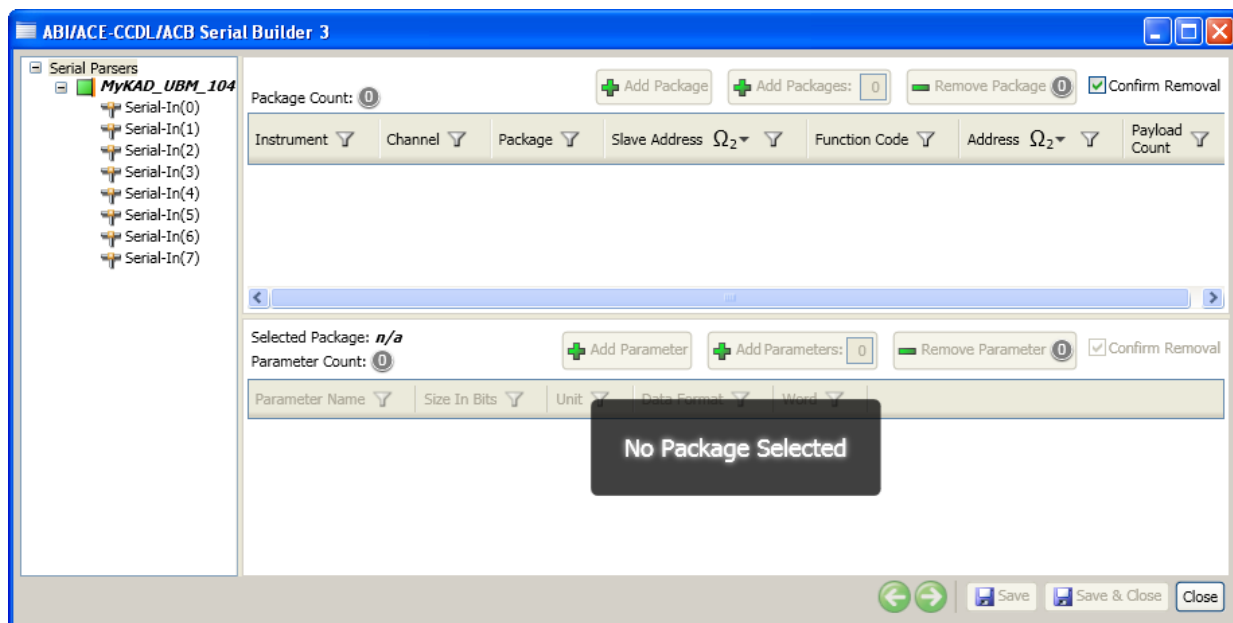 ABI/ACE-CCDL/ACB Serial Builder 3
Serial Parsers
MyKAD_UBM_104
Serial-In(0)
Serial-In(1)
Serial-In(2)
Serial-In(3)
Serial-In(4)
Serial-In(5)
Serial-In(6)
Serial-In(7)
Package Count: 0
Add Package
Add Packages: 0
Remove Package 0
Confirm Removal
Instrument Channel Package Slave Address Ω2 Function Code Address Ω2 Payload Count
Selected Package: n/a
Parameter Count: 0
Add Parameter
Add Parameters: 0
Remove Parameter 0
Confirm Removal
Parameter Name Size In Bits Unit Data Format Word
No Package Selected
Save
Save & Close
Close